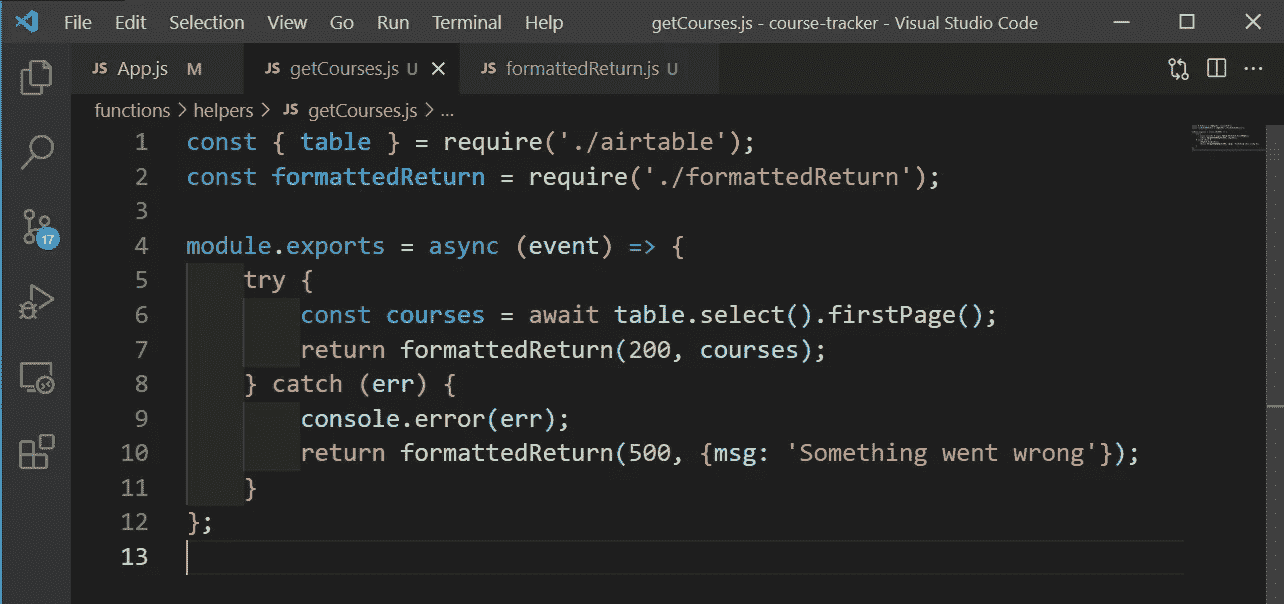 File Edit Selection View Go Run Terminal Help getCourses.js - course-tracker - Visual Studio Code
JS App.js M JS getCourses.js U JS formattedReturn.js U
functions > helpers > JS getCourses.js > ...
1 const { table } = require('./airtable');
2 const formattedReturn = require('./formattedReturn');
3
4 module.exports = async (event) => {
5 try {
6 const courses = await table.select().firstPage();
7 return formattedReturn(200, courses);
8 } catch (err) {
9 console.error(err);
10 return formattedReturn(500, {msg: 'Something went wrong'});
11 }
12 };
13
17